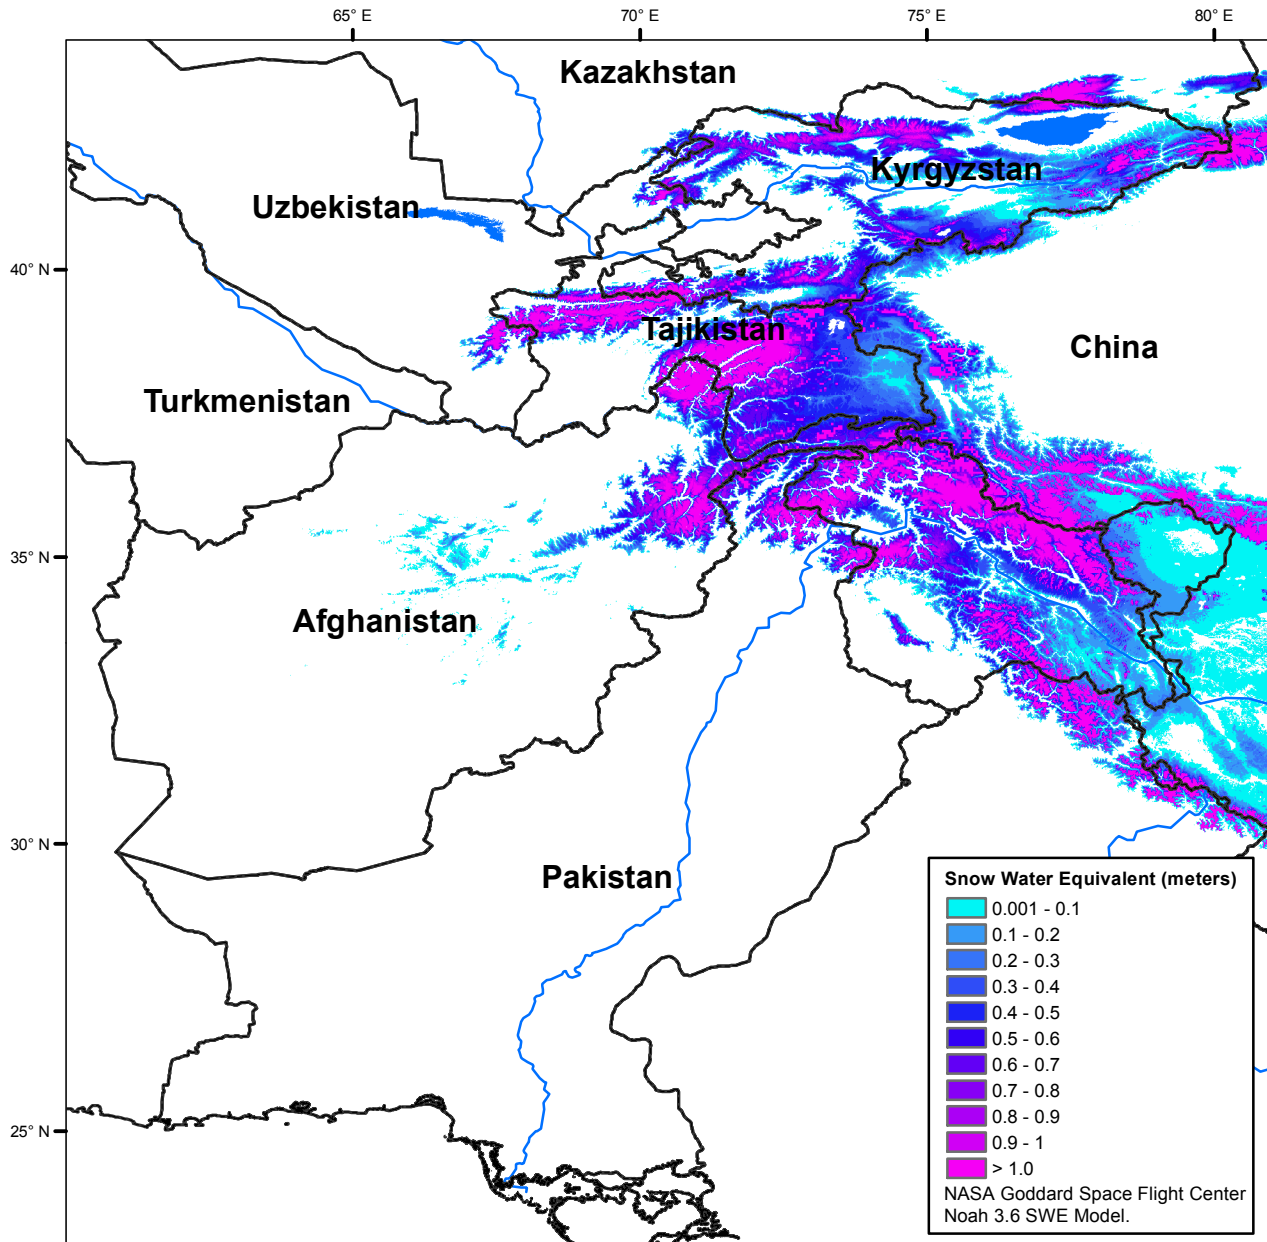 65° E
70° E
75° E
80° E
Kazakhstan
Kyrgyzstan
Uzbekistan
40° N
Tajikistan
China
Turkmenistan
35° N
Afghanistan
30° N
Pakistan
25° N
Snow Water Equivalent (meters)
0.001 - 0.1
0.1 - 0.2
0.2 - 0.3
0.3 - 0.4
0.4 - 0.5
0.5 - 0.6
0.6 - 0.7
0.7 - 0.8
0.8 - 0.9
0.9 - 1
> 1.0
NASA Goddard Space Flight Center
Noah 3.6 SWE Model.